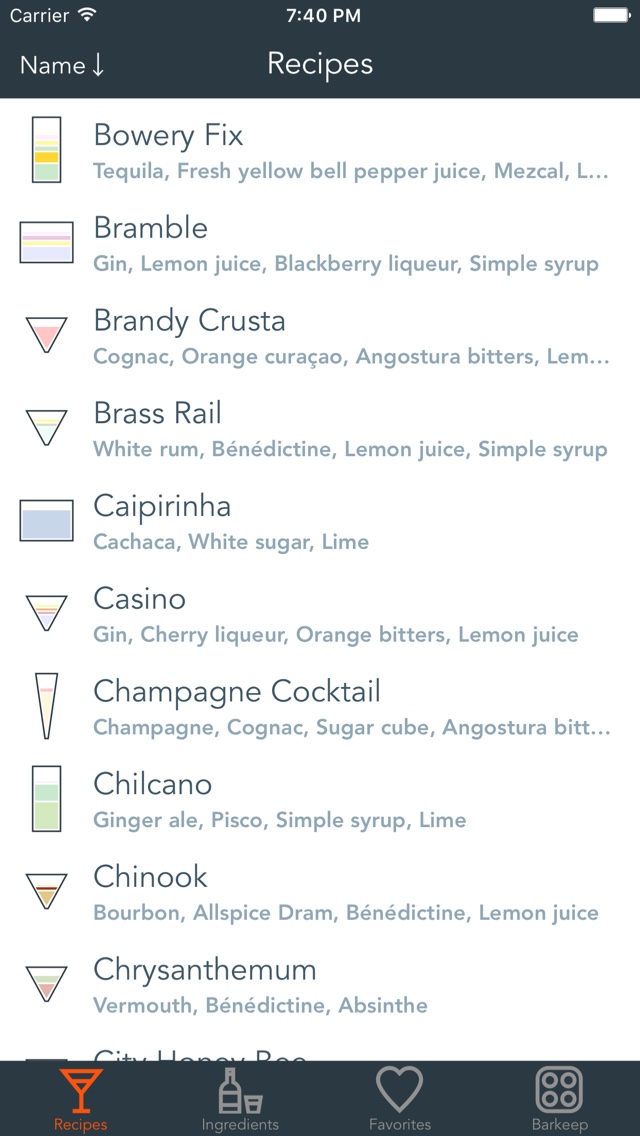 Carrier 7:40 PM
Name↓ Recipes
Bowery Fix
Tequila, Fresh yellow bell pepper juice, Mezcal, L…
Bramble
Gin, Lemon juice, Blackberry liqueur, Simple syrup
Brandy Crusta
Cognac, Orange curaçao, Angostura bitters, Lem…
Brass Rail
White rum, Bénédictine, Lemon juice, Simple syrup
Caipirinha
Cachaca, White sugar, Lime
Casino
Gin, Cherry liqueur, Orange bitters, Lemon juice
Champagne Cocktail
Champagne, Cognac, Sugar cube, Angostura bitt…
Chilcano
Ginger ale, Pisco, Simple syrup, Lime
Chinook
Bourbon, Allspice Dram, Bénédictine, Lemon juice
Chrysanthemum
Vermouth, Bénédictine, Absinthe
City Honey Bee
Recipes Ingredients Favorites Barkeep